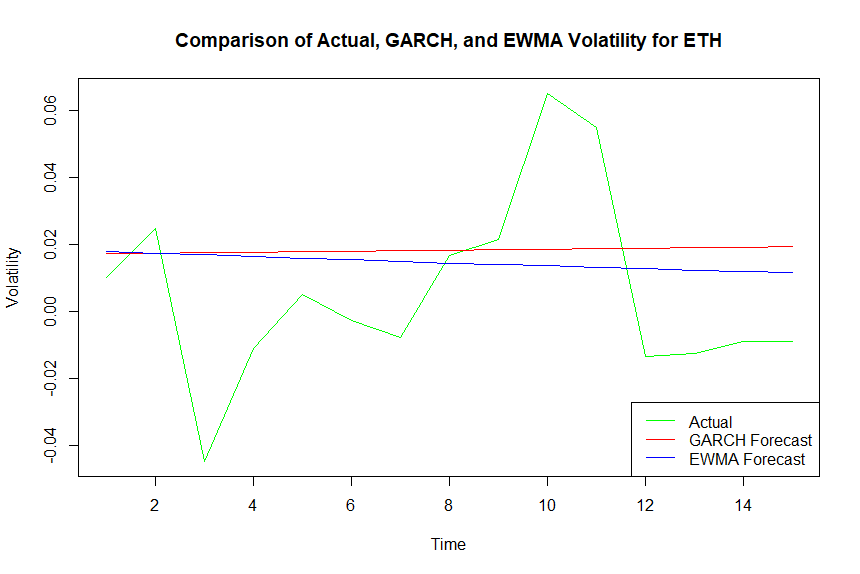 Comparison of Actual, GARCH, and EWMA Volatility for ETH
Volatility
0.06
0.04
0.02
0.00
-0.02
-0.04
2
4
6
8
10
12
14
Time
Actual
GARCH Forecast
EWMA Forecast